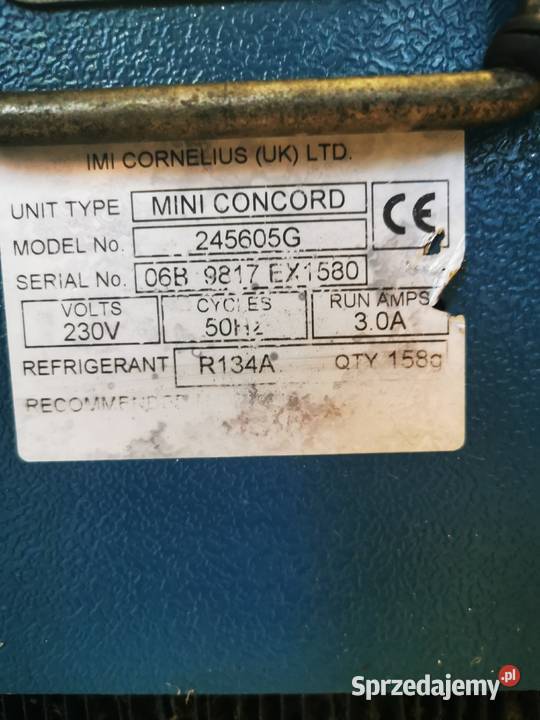 IMI CORNELIUS (UK) LTD.
UNIT TYPE MINI CONCORD
CE
MODEL No. 245605G
SERIAL No. 06B 9817 EX1580
VOLTS CYCLES RUN AMPS
230V 50Hz 3.0A
REFRIGERANT R134A QTY 158g
RECOMMENDED
Sprzedajemy.pl